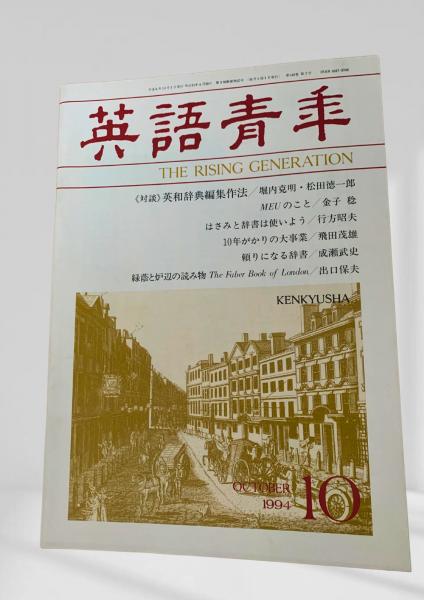 英語青年
THE RISING GENERATION
《対談》英和辞典編集作法／堀内克明・松田徳一郎
MEUのこと／金子 稔
はさみと辞書は使いよう／行方昭夫
10年がかりの大事業／飛田茂雄
頼りになる辞書／成瀬武史
緑蔭と炉辺の読み物 The Faber Book of London／出口保夫
KENKYUSHA
OCTOBER
1994
10